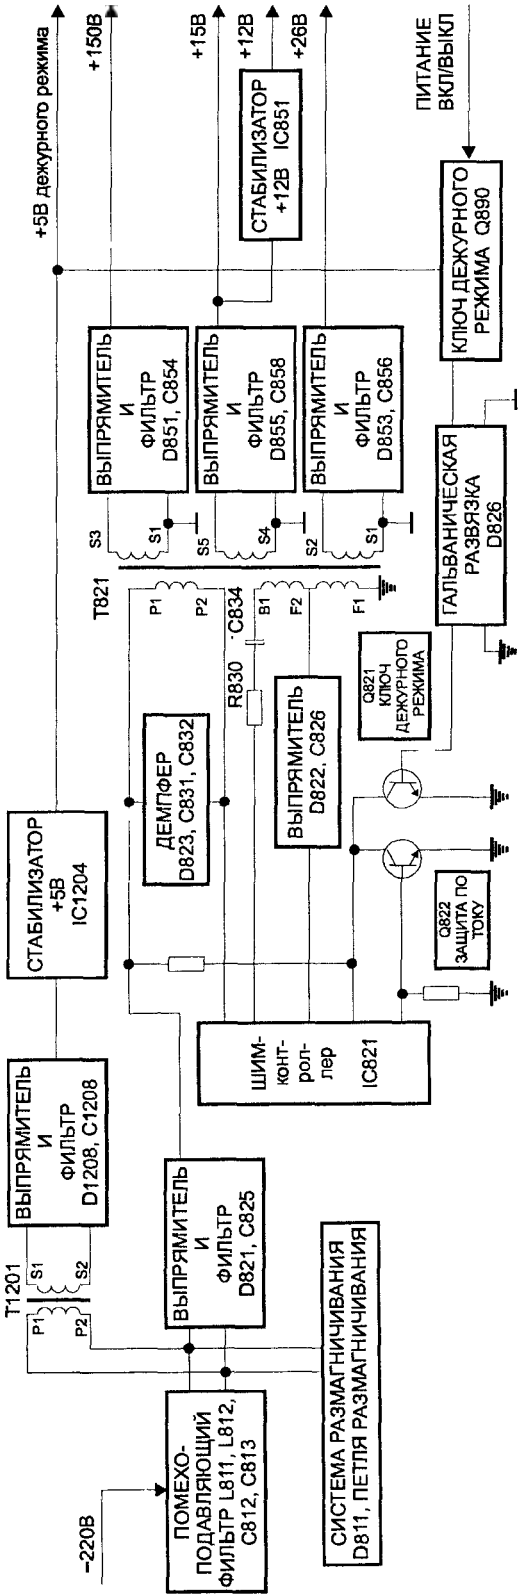 ~220В
ПОМЕХО-
ПОДАВЛЯЮЩИЙ
ФИЛЬТР L811, L812,
C812, C813
T1201
P1
P2
S1
S2
ВЫПРЯМИТЕЛЬ
И
ФИЛЬТР
D1208, C1208
СТАБИЛИЗАТОР
+5В
IC1204
+5В дежурного режима
ВЫПРЯМИТЕЛЬ
И
ФИЛЬТР
D821, C825
СИСТЕМА РАЗМАГНИЧИВАНИЯ
D811, ПЕТЛЯ РАЗМАГНИЧИВАНИЯ
ШИМ-
конт-
рол-
лер
IC821
ДЕМПФЕР
D823, C831, C832
R830
C834
ВЫПРЯМИТЕЛЬ
D822, C826
T821
P1
P2
B1
F2
F1
S3
S1
S5
S4
S2
S1
ВЫПРЯМИТЕЛЬ
И
ФИЛЬТР
D851, C854
ВЫПРЯМИТЕЛЬ
И
ФИЛЬТР
D855, C858
ВЫПРЯМИТЕЛЬ
И
ФИЛЬТР
D853, C856
+150В
+15В
+12В
+26В
СТАБИЛИЗАТОР
+12В IC851
Q822
ЗАЩИТА ПО
ТОКУ
Q821
КЛЮЧ
ДЕЖУРНОГО
РЕЖИМА
ГАЛЬВАНИЧЕСКАЯ
РАЗВЯЗКА
D826
КЛЮЧ ДЕЖУРНОГО
РЕЖИМА Q890
ПИТАНИЕ
ВКЛ/ВЫКЛ